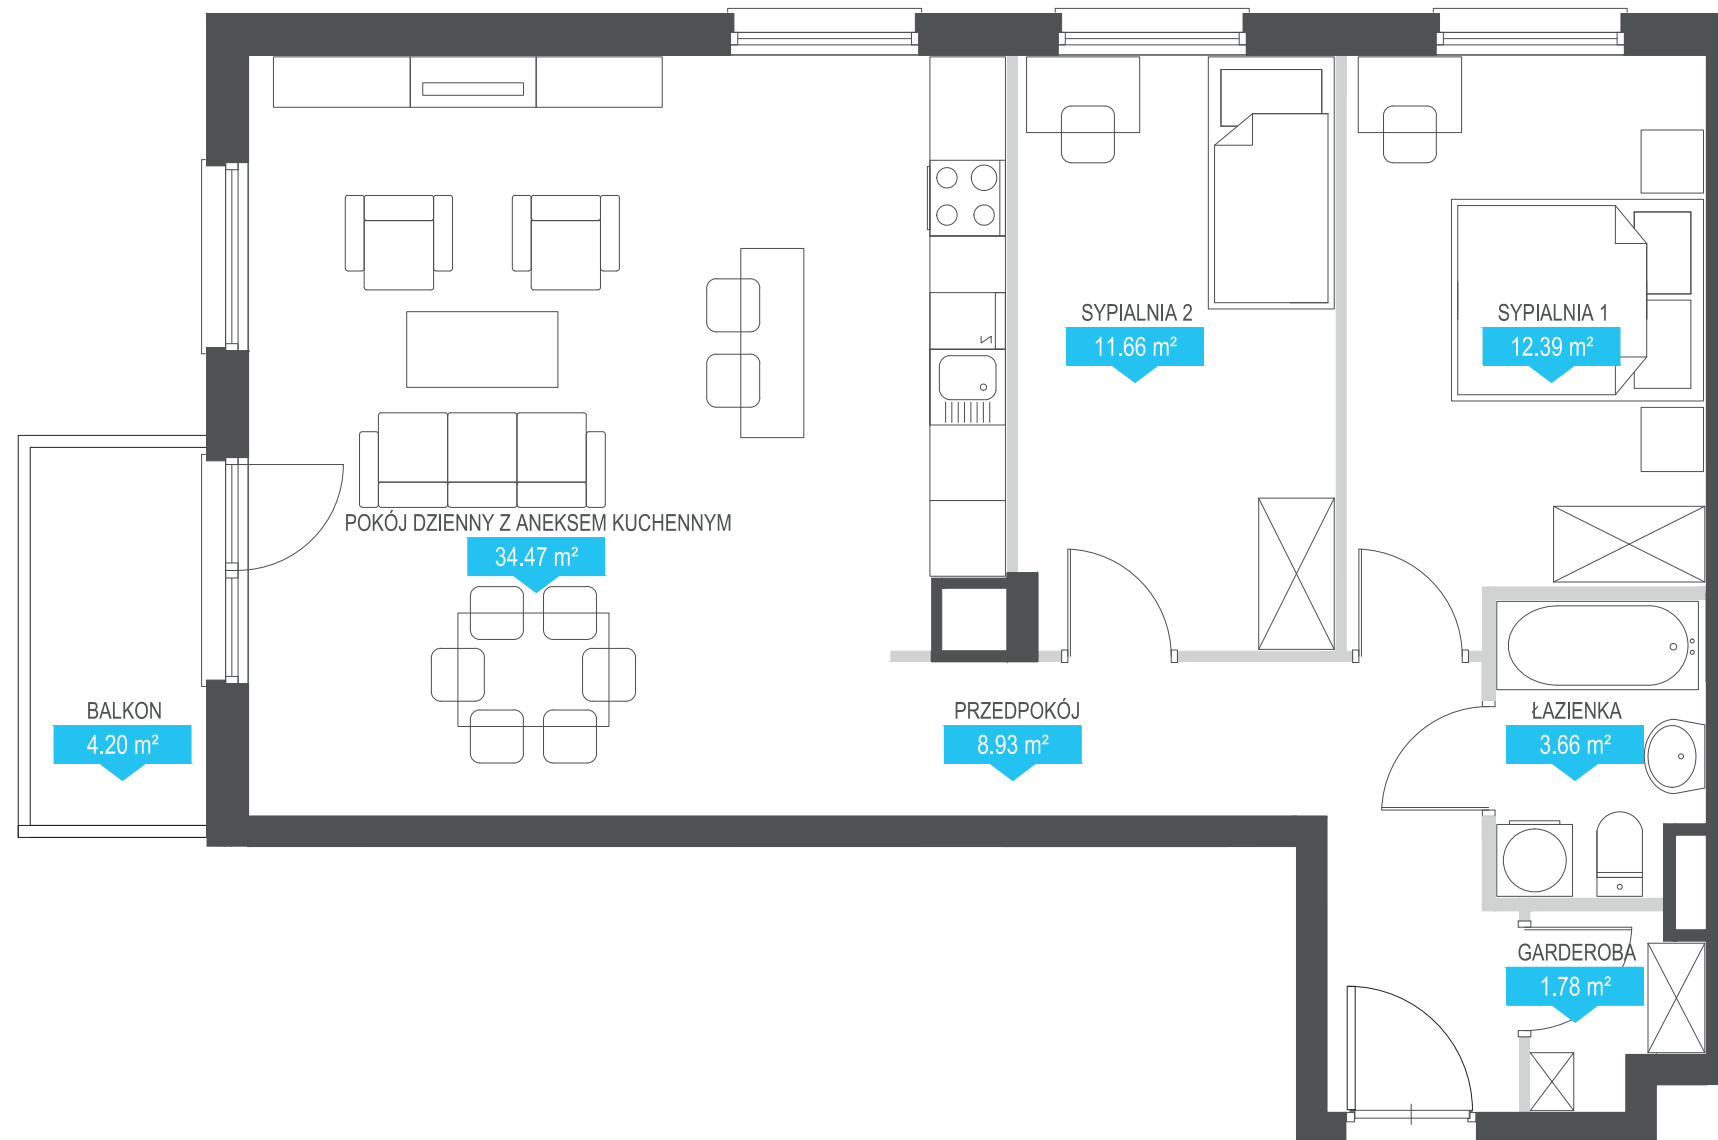 SYPIALNIA 2
11.66 m²
SYPIALNIA 1
12.39 m²
POKÓJ DZIENNY Z ANEKSEM KUCHENNYM
34.47 m²
BALKON
4.20 m²
PRZEDPOKÓJ
8.93 m²
ŁAZIENKA
3.66 m²
GARDEROBA
1.78 m²